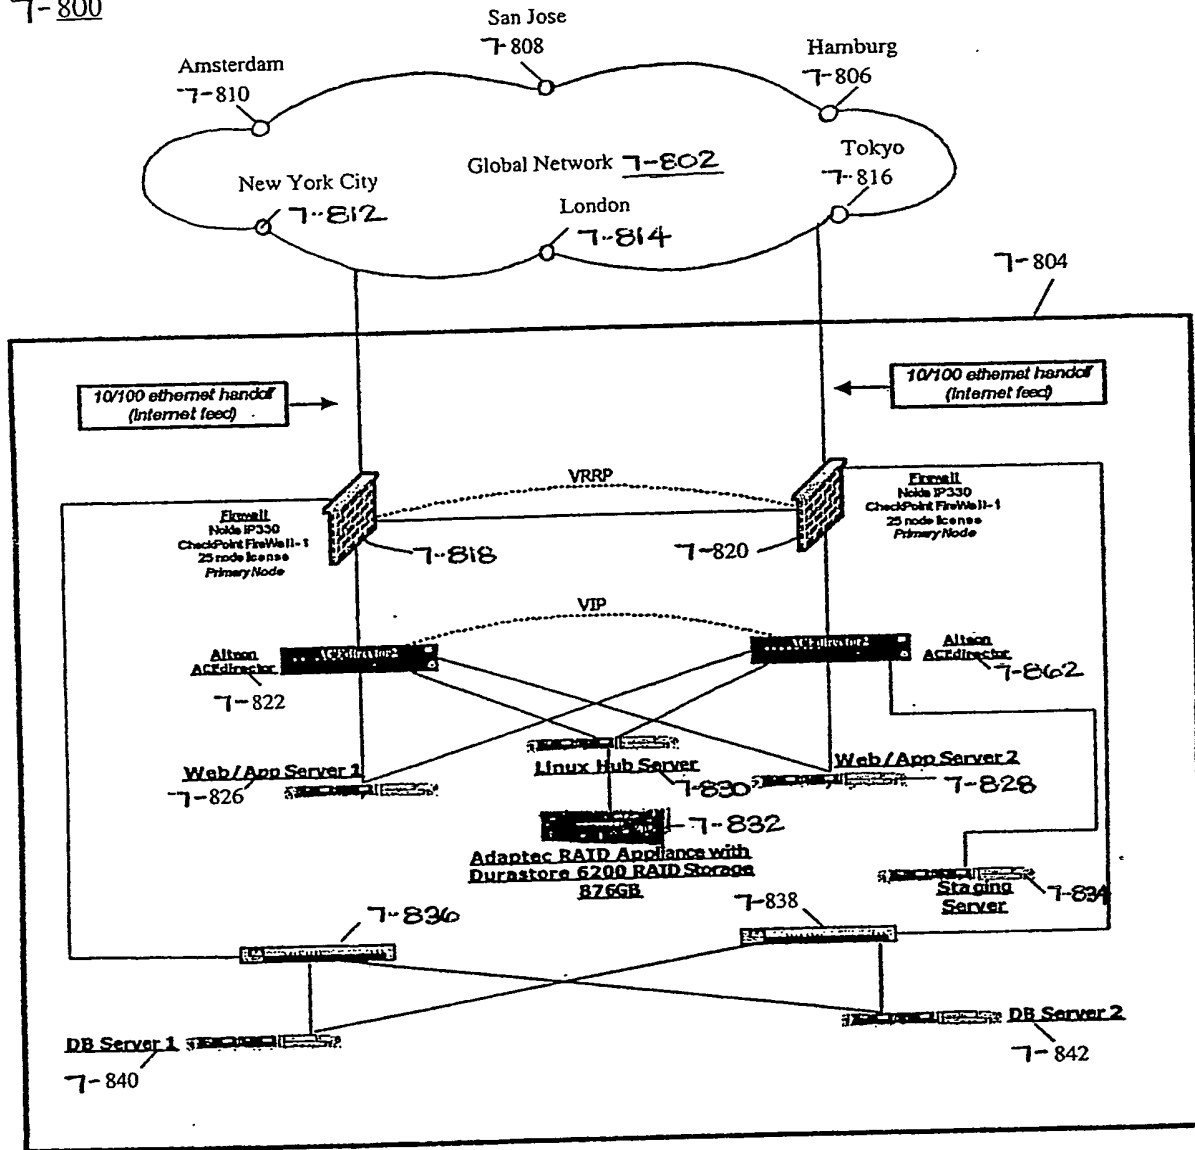 7-800
San Jose
7-808
Hamburg
7-806
Amsterdam
7-810
Global Network 7-802
Tokyo
7-816
New York City
7-812
London
7-814
7-804
10/100 ethernet handoff
(Internet feed)
10/100 ethernet handoff
(Internet feed)
VRRP
Firewall
Nokia IP330
CheckPoint FireWall-1
25 node license
Primary Node
7-818
7-820
Firewall
Nokia IP330
CheckPoint FireWall-1
25 node license
Primary Node
VIP
ACEdirector2
ACEdirector2
Alteon
ACEdirector
7-822
Alteon
ACEdirector
7-862
Web/App Server 1
7-826
Linux Hub Server
7-830
Web/App Server 2
7-828
7-832
Adaptec RAID Appliance with
Durastore 6200 RAID Storage
876GB
Staging
Server
7-834
7-836
7-838
DB Server 1
7-840
DB Server 2
7-842